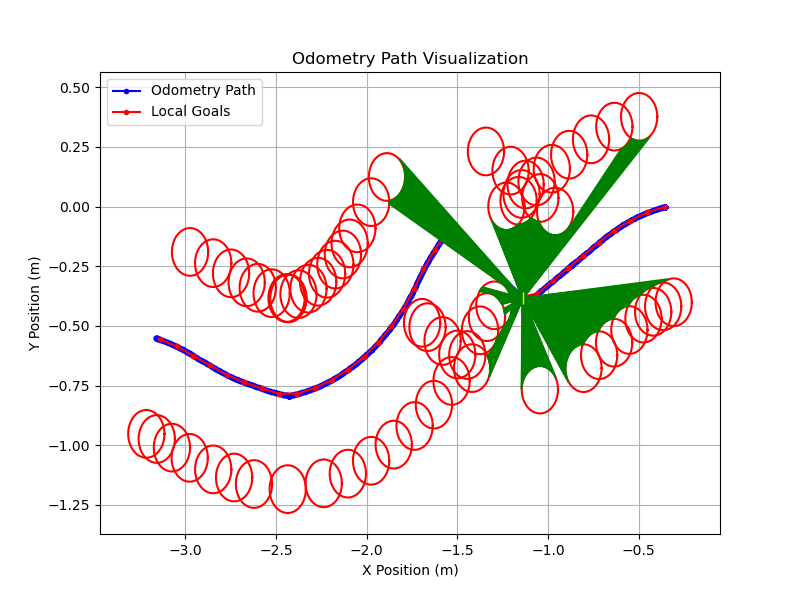 Odometry Path Visualization
Odometry Path
Local Goals
0.50
0.25
0.00
−0.25
−0.50
−0.75
−1.00
−1.25
Y Position (m)
−3.0 −2.5 −2.0 −1.5 −1.0 −0.5
X Position (m)